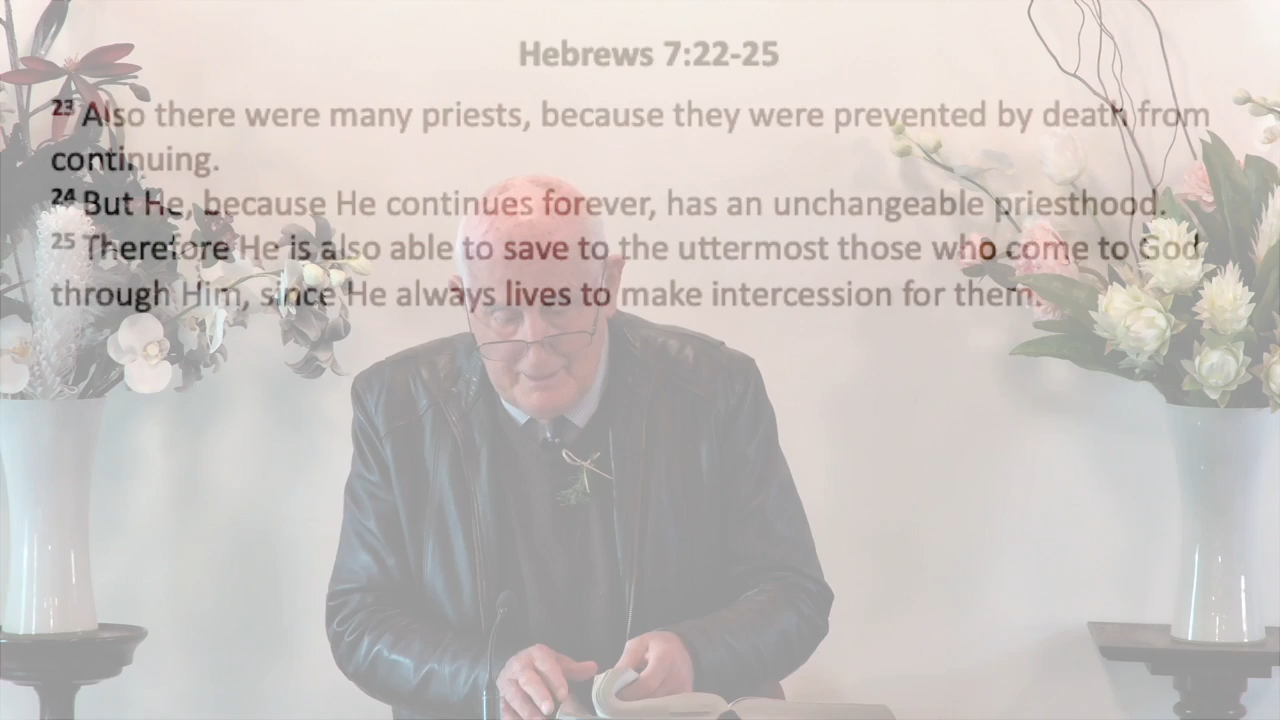 Hebrews 7:22-25
23 Also there were many priests, because they were prevented by death from
continuing.
24 But He, because He continues forever, has an unchangeable priesthood.
25 Therefore He is also able to save to the uttermost those who come to God
through Him, since He always lives to make intercession for them.